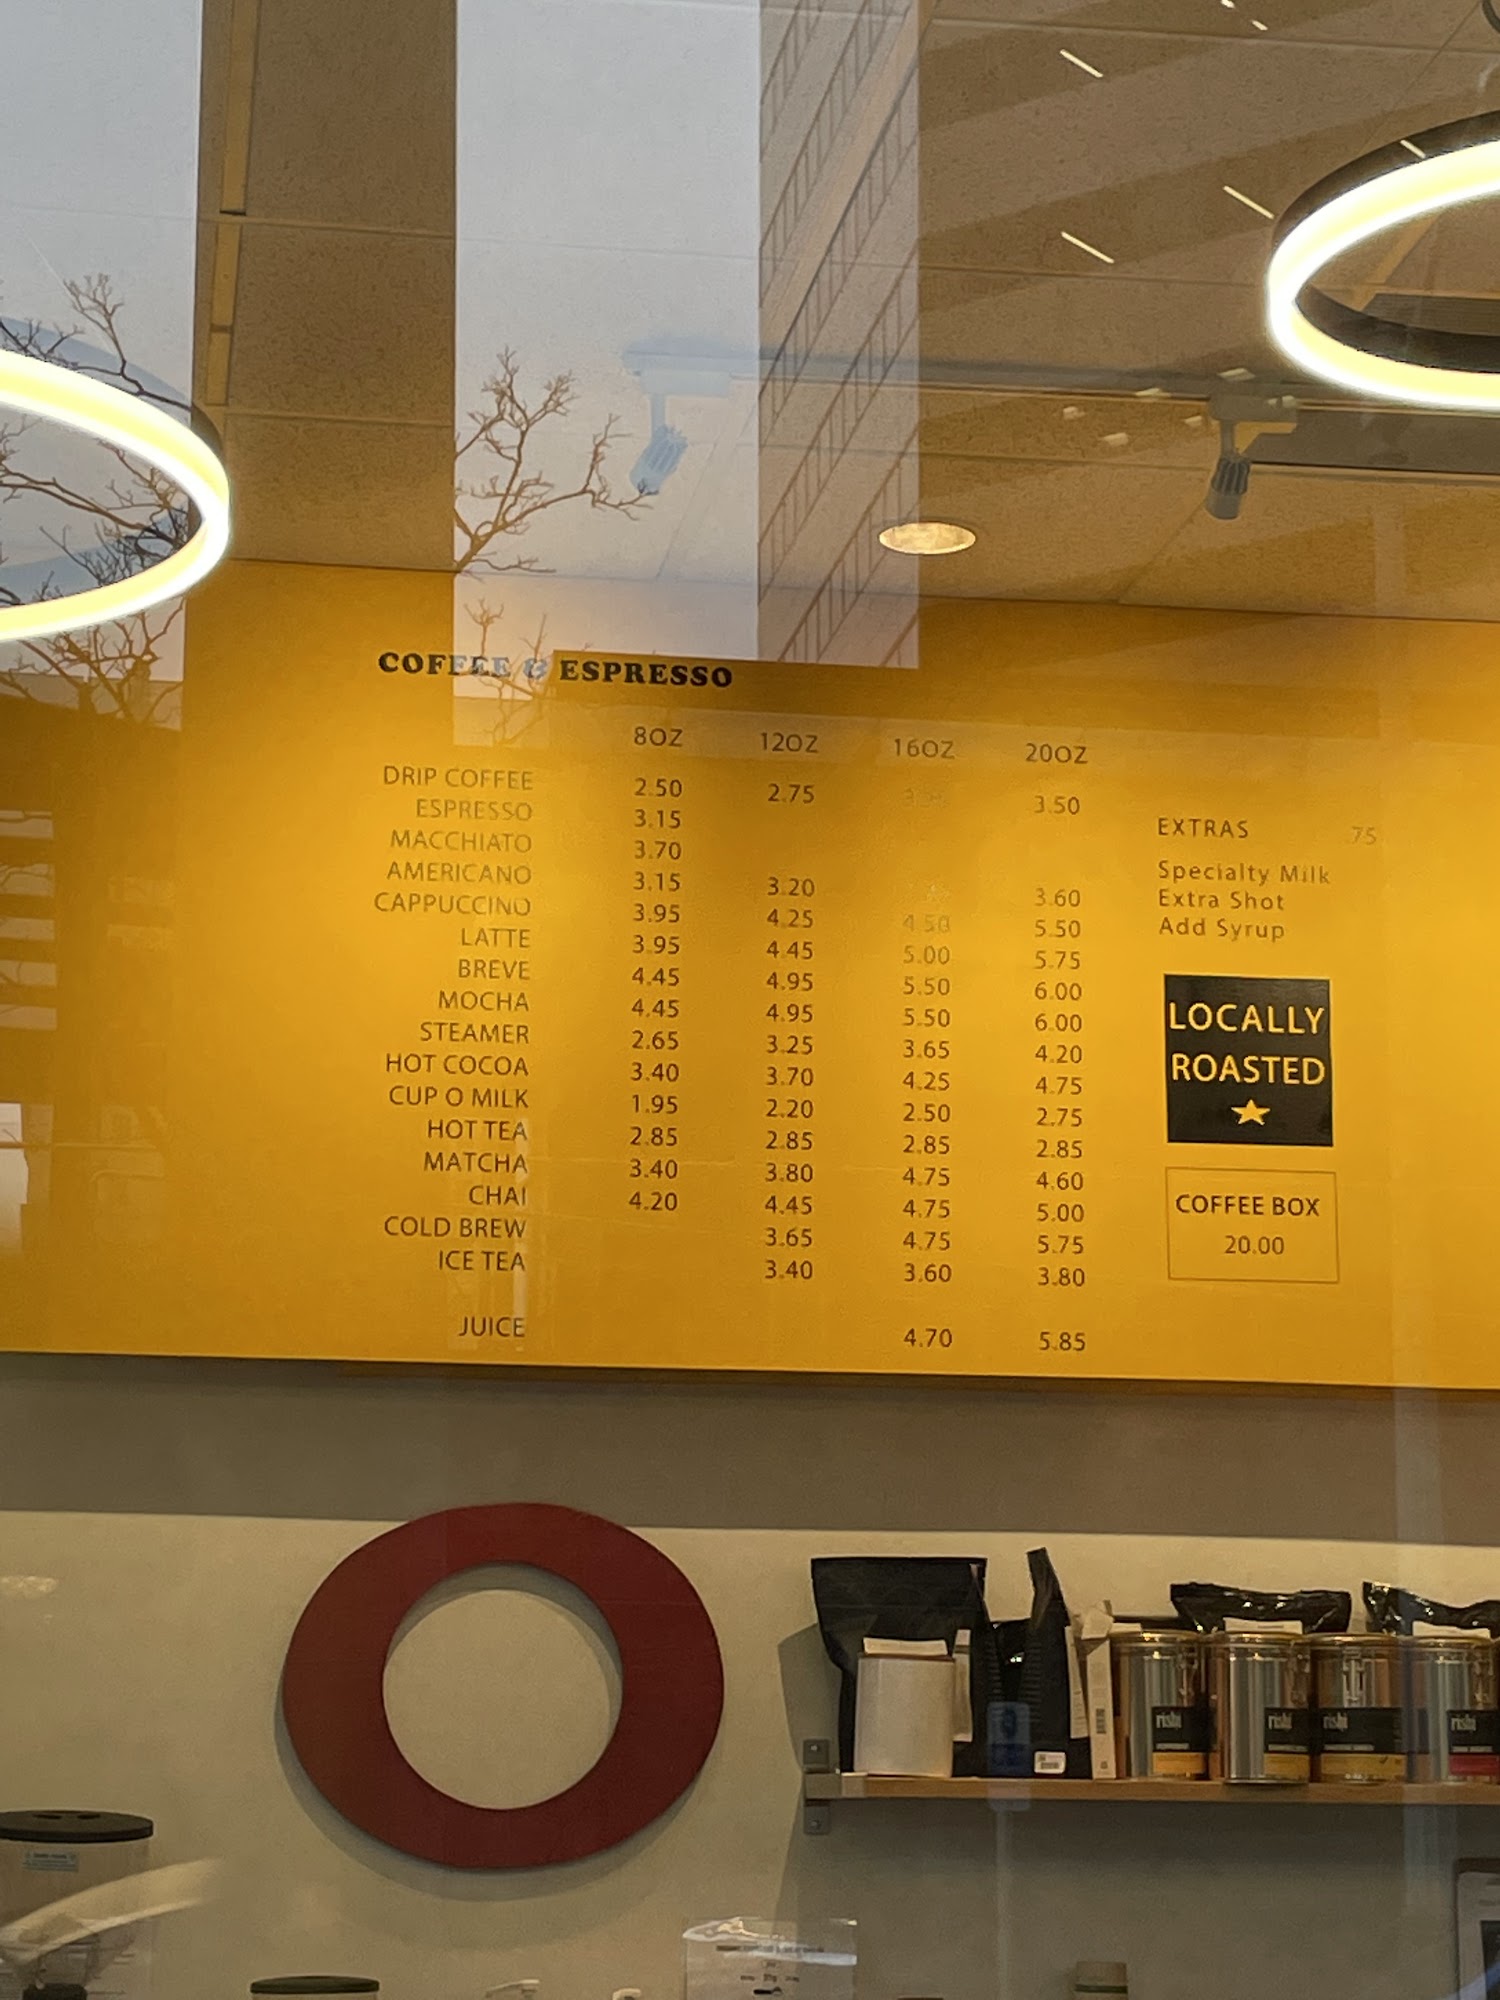 COFFEE & ESPRESSO
8OZ 12OZ 16OZ 20OZ
DRIP COFFEE 2.50 2.75 3.50
ESPRESSO 3.15
MACCHIATO 3.70
AMERICANO 3.15 3.20 3.60
CAPPUCCINO 3.95 4.25 4.50 5.50
LATTE 3.95 4.45 5.00 5.75
BREVE 4.45 4.95 5.50 6.00
MOCHA 4.45 4.95 5.50 6.00
STEAMER 2.65 3.25 3.65 4.20
HOT COCOA 3.40 3.70 4.25 4.75
CUP O MILK 1.95 2.20 2.50 2.75
HOT TEA 2.85 2.85 2.85 2.85
MATCHA 3.40 3.80 4.75 4.60
CHAI 4.20 4.45 4.75 5.00
COLD BREW 3.65 4.75 5.75
ICE TEA 3.40 3.60 3.80
JUICE 4.70 5.85
EXTRAS .75
Specialty Milk
Extra Shot
Add Syrup
LOCALLY
ROASTED
COFFEE BOX
20.00
rishi
rishi
rishi
rishi